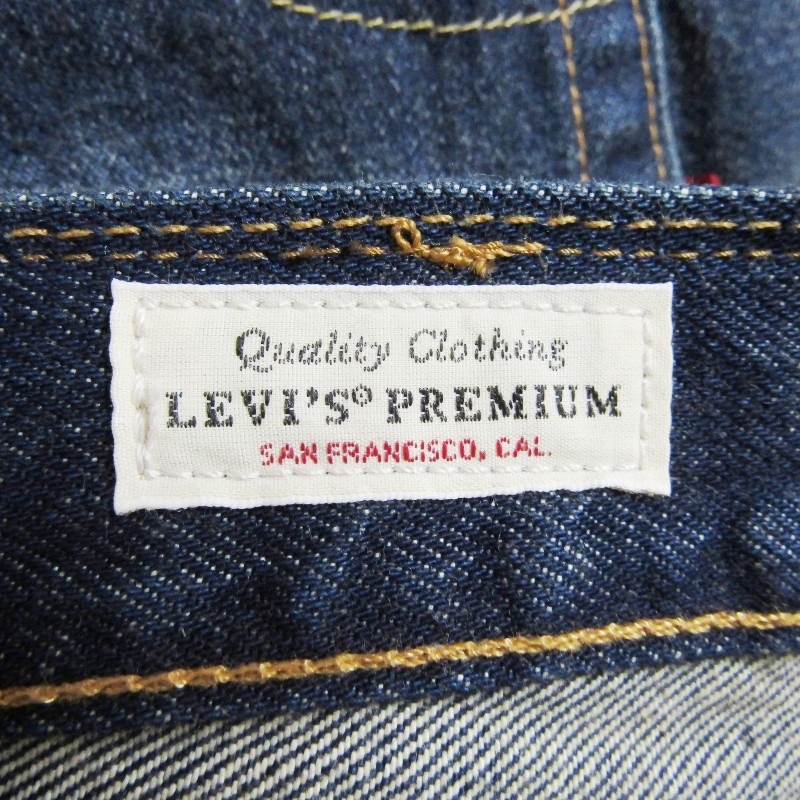 Quality Clothing
LEVI'S® PREMIUM
SAN FRANCISCO, CAL.